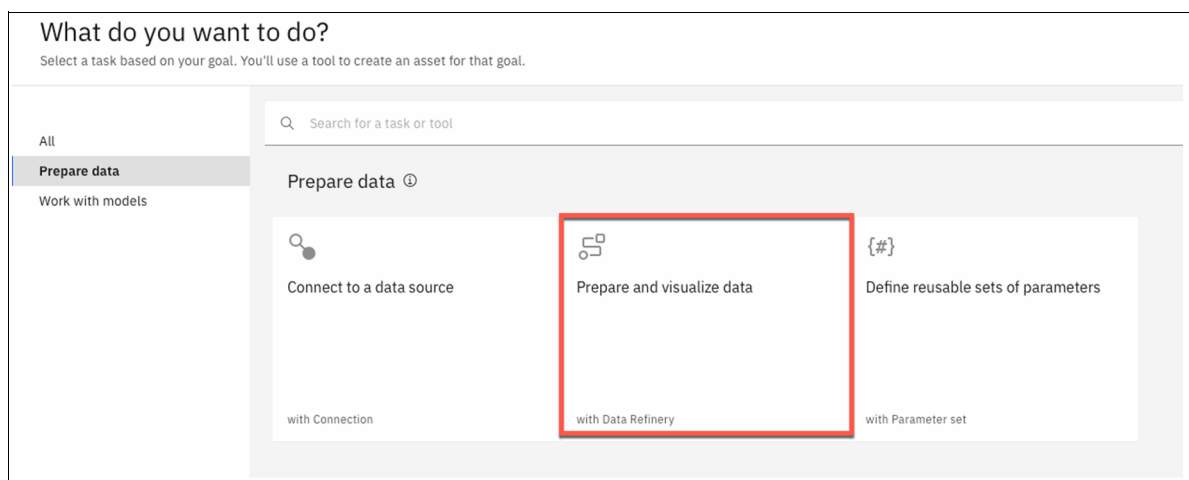 What do you want to do?
Select a task based on your goal. You'll use a tool to create an asset for that goal.
All
Prepare data
Work with models
Search for a task or tool
Prepare data
Connect to a data source
with Connection
Prepare and visualize data
with Data Refinery
{#}
Define reusable sets of parameters
with Parameter set